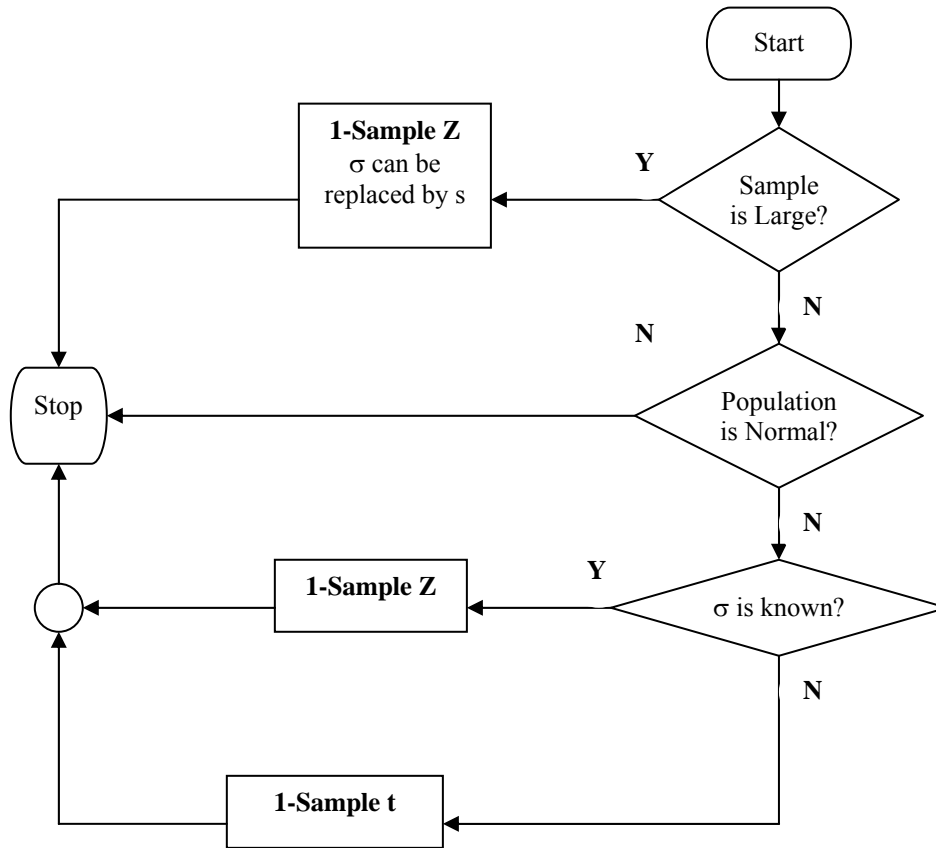 Start
1-Sample Z
σ can be
replaced by s
Y
Sample
is Large?
N
N
Stop
Population
is Normal?
N
1-Sample Z
Y
σ is known?
N
1-Sample t